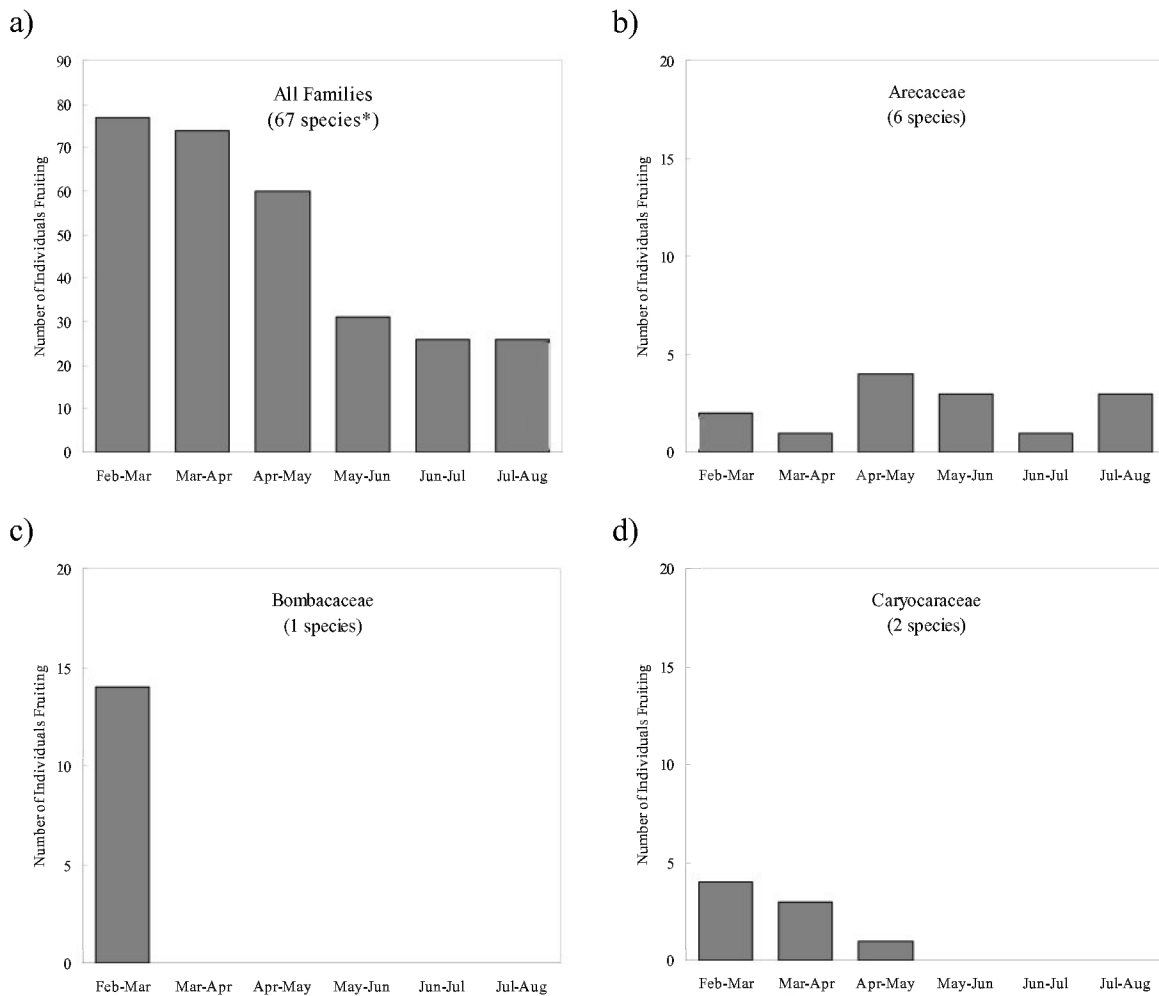 a)
All Families
(67 species*)
Number of Individuals Fruiting
90
80
70
60
50
40
30
20
10
0
Feb-Mar Mar-Apr Apr-May May-Jun Jun-Jul Jul-Aug
b)
Arecaceae
(6 species)
Number of Individuals Fruiting
20
15
10
5
0
Feb-Mar Mar-Apr Apr-May May-Jun Jun-Jul Jul-Aug
c)
Bombacaceae
(1 species)
Number of Individuals Fruiting
20
15
10
5
0
Feb-Mar Mar-Apr Apr-May May-Jun Jun-Jul Jul-Aug
d)
Caryocaraceae
(2 species)
Number of Individuals Fruiting
20
15
10
5
0
Feb-Mar Mar-Apr Apr-May May-Jun Jun-Jul Jul-Aug